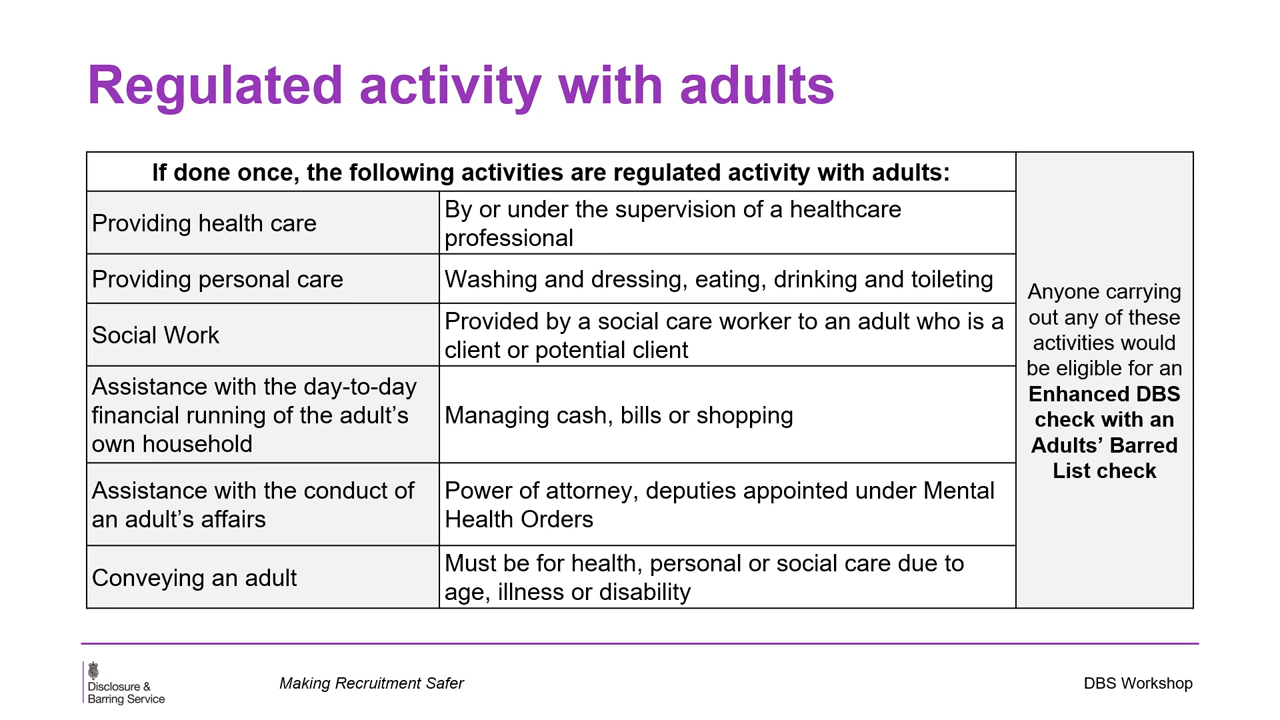 Regulated activity with adults
If done once, the following activities are regulated activity with adults:
Providing health care
By or under the supervision of a healthcare
professional
Providing personal care
Washing and dressing, eating, drinking and toileting
Social Work
Provided by a social care worker to an adult who is a
client or potential client
Assistance with the day-to-day
financial running of the adult’s
own household
Managing cash, bills or shopping
Assistance with the conduct of
an adult’s affairs
Power of attorney, deputies appointed under Mental
Health Orders
Conveying an adult
Must be for health, personal or social care due to
age, illness or disability
Anyone carrying
out any of these
activities would
be eligible for an
Enhanced DBS
check with an
Adults’ Barred
List check
Disclosure &
Barring Service
Making Recruitment Safer
DBS Workshop